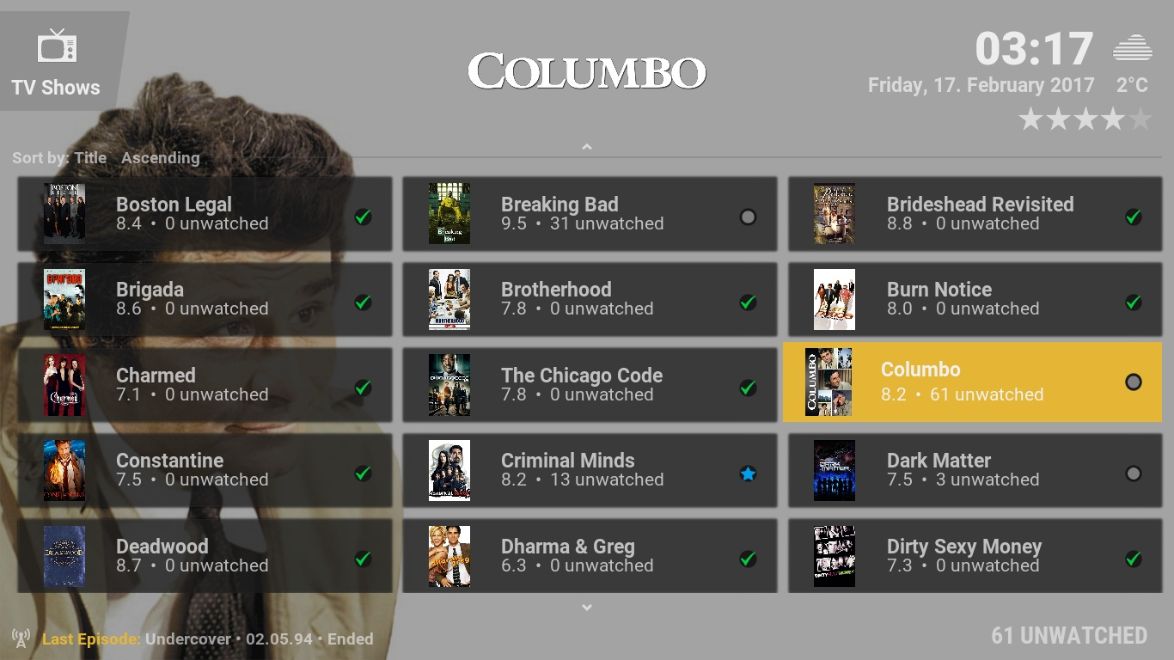 TV Shows
COLUMBO
03:17
Friday, 17. February 2017 2°C
Sort by: Title Ascending
Boston Legal
8.4 • 0 unwatched
Breaking Bad
9.5 • 31 unwatched
Brideshead Revisited
8.8 • 0 unwatched
Brigada
8.6 • 0 unwatched
Brotherhood
7.8 • 0 unwatched
Burn Notice
8.0 • 0 unwatched
Charmed
7.1 • 0 unwatched
The Chicago Code
7.8 • 0 unwatched
COLUMBO
Columbo
8.2 • 61 unwatched
Constantine
7.5 • 0 unwatched
Criminal Minds
8.2 • 13 unwatched
Dark Matter
7.5 • 3 unwatched
Deadwood
8.7 • 0 unwatched
Dharma & Greg
6.3 • 0 unwatched
Dirty Sexy Money
7.3 • 0 unwatched
Last Episode: Undercover • 02.05.94 • Ended
61 UNWATCHED